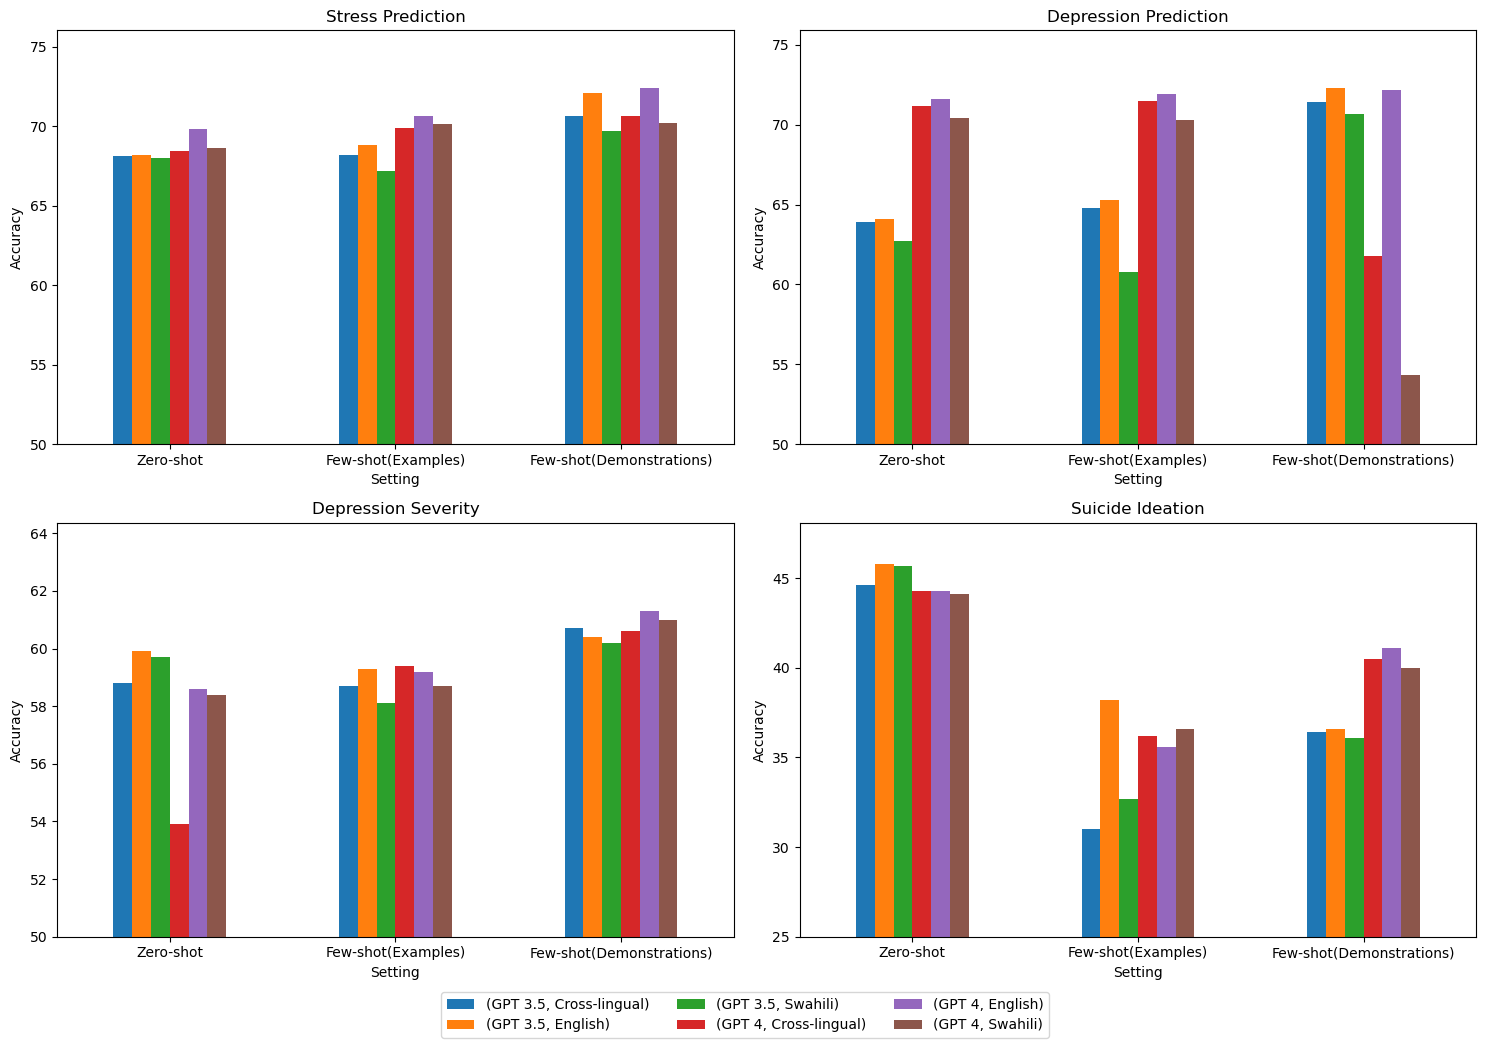 Stress Prediction
75
70
65
60
55
50
Accuracy
Zero-shot
Few-shot(Examples)
Few-shot(Demonstrations)
Setting
Depression Prediction
75
70
65
60
55
50
Accuracy
Zero-shot
Few-shot(Examples)
Few-shot(Demonstrations)
Setting
Depression Severity
64
62
60
58
56
54
52
50
Accuracy
Zero-shot
Few-shot(Examples)
Few-shot(Demonstrations)
Setting
Suicide Ideation
45
40
35
30
25
Accuracy
Zero-shot
Few-shot(Examples)
Few-shot(Demonstrations)
Setting
(GPT 3.5, Cross-lingual)
(GPT 3.5, English)
(GPT 3.5, Swahili)
(GPT 4, Cross-lingual)
(GPT 4, English)
(GPT 4, Swahili)